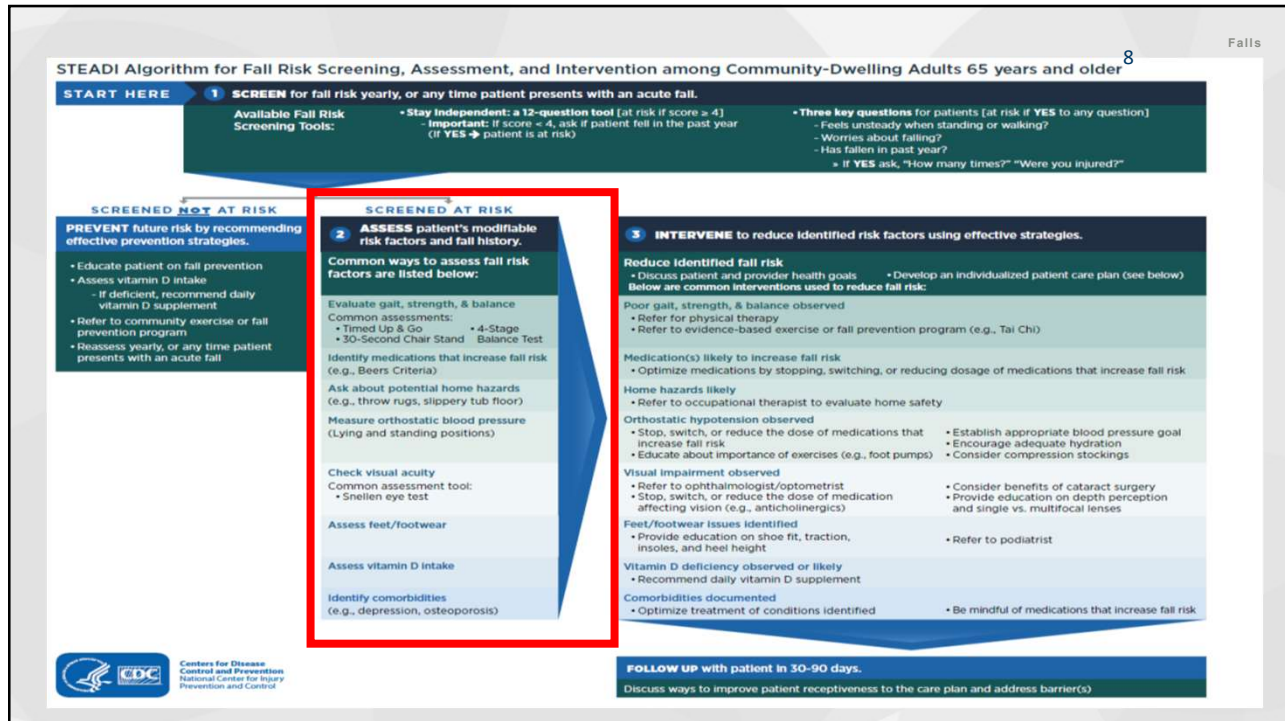 Falls
STEADI Algorithm for Fall Risk Screening, Assessment, and Intervention among Community-Dwelling Adults 65 years and older 8
START HERE
1 SCREEN for fall risk yearly, or any time patient presents with an acute fall.
Available Fall Risk
Screening Tools:
• Stay Independent: a 12-question tool [at risk if score ≥ 4]
- Important: If score < 4, ask if patient fell in the past year
(If YES → patient is at risk)
• Three key questions for patients [at risk if YES to any question]
- Feels unsteady when standing or walking?
- Worries about falling?
- Has fallen in past year?
» If YES ask, “How many times?” “Were you injured?”
SCREENED NOT AT RISK
PREVENT future risk by recommending
effective prevention strategies.
• Educate patient on fall prevention
• Assess vitamin D intake
- If deficient, recommend daily
vitamin D supplement
• Refer to community exercise or fall
prevention program
• Reassess yearly, or any time patient
presents with an acute fall
SCREENED AT RISK
2 ASSESS patient's modifiable
risk factors and fall history.
Common ways to assess fall risk
factors are listed below:
Evaluate gait, strength, & balance
Common assessments:
• Timed Up & Go • 4-Stage
• 30-Second Chair Stand Balance Test
Identify medications that increase fall risk
(e.g., Beers Criteria)
Ask about potential home hazards
(e.g., throw rugs, slippery tub floor)
Measure orthostatic blood pressure
(Lying and standing positions)
Check visual acuity
Common assessment tool:
• Snellen eye test
Assess feet/footwear
Assess vitamin D intake
Identify comorbidities
(e.g., depression, osteoporosis)
3 INTERVENE to reduce identified risk factors using effective strategies.
Reduce identified fall risk
• Discuss patient and provider health goals • Develop an individualized patient care plan (see below)
Below are common interventions used to reduce fall risk:
Poor gait, strength, & balance observed
• Refer for physical therapy
• Refer to evidence-based exercise or fall prevention program (e.g., Tai Chi)
Medication(s) likely to increase fall risk
• Optimize medications by stopping, switching, or reducing dosage of medications that increase fall risk
Home hazards likely
• Refer to occupational therapist to evaluate home safety
Orthostatic hypotension observed
• Stop, switch, or reduce the dose of medications that
increase fall risk
• Educate about importance of exercises (e.g., foot pumps)
• Establish appropriate blood pressure goal
• Encourage adequate hydration
• Consider compression stockings
Visual impairment observed
• Refer to ophthalmologist/optometrist
• Stop, switch, or reduce the dose of medication
affecting vision (e.g., anticholinergics)
• Consider benefits of cataract surgery
• Provide education on depth perception
and single vs. multifocal lenses
Feet/footwear issues identified
• Provide education on shoe fit, traction,
insoles, and heel height
• Refer to podiatrist
Vitamin D deficiency observed or likely
• Recommend daily vitamin D supplement
Comorbidities documented
• Optimize treatment of conditions identified • Be mindful of medications that increase fall risk
FOLLOW UP with patient in 30-90 days.
Discuss ways to improve patient receptiveness to the care plan and address barrier(s)
CDC
Centers for Disease
Control and Prevention
National Center for Injury
Prevention and Control